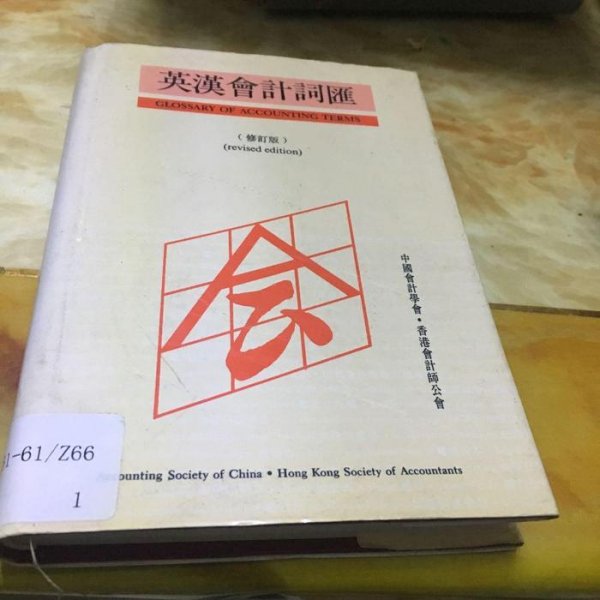 英漢會計詞匯
GLOSSARY OF ACCOUNTING TERMS
（修訂版）
(revised edition)
会
中國會計學會・香港會計師公會
-61/Z66
1
ounting Society of China • Hong Kong Society of Accountants